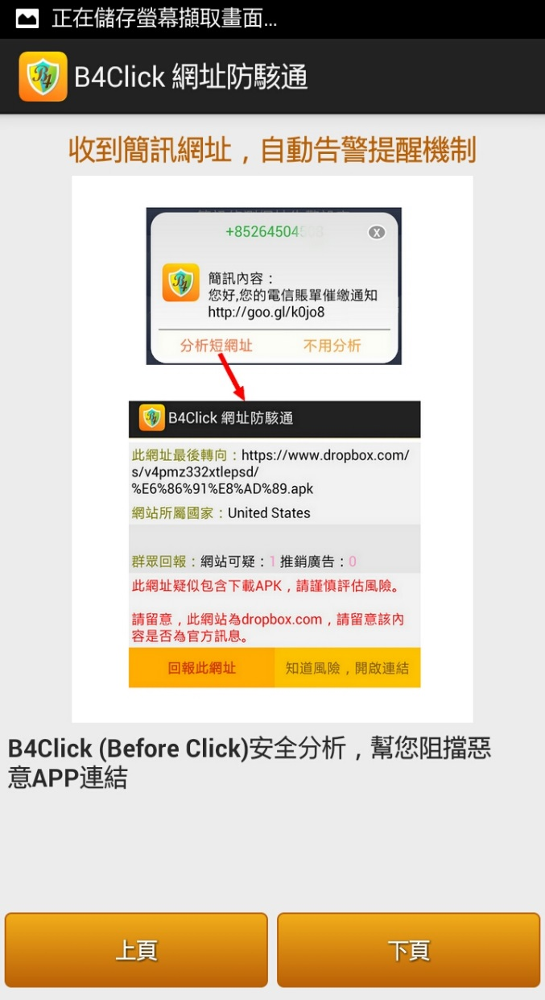 正在儲存螢幕擷取畫面...
B4Click 網址防駭通
收到簡訊網址，自動告警提醒機制
+85264504508
簡訊內容：
您好,您的電信賬單催繳通知
http://goo.gl/k0jo8
分析短網址 不用分析
B4Click 網址防駭通
此網址最後轉向：https://www.dropbox.com/
s/v4pmz332xtlepsd/
%E6%86%91%E8%AD%89.apk
網站所屬國家：United States
群眾回報：網站可疑：1 推銷廣告：0
此網址疑似包含下載APK，請謹慎評估風險。
請留意，此網站為dropbox.com，請留意該內
容是否為官方訊息。
回報此網址 知道風險，開啟連結
B4Click (Before Click)安全分析，幫您阻擋惡
意APP連結
上頁 下頁